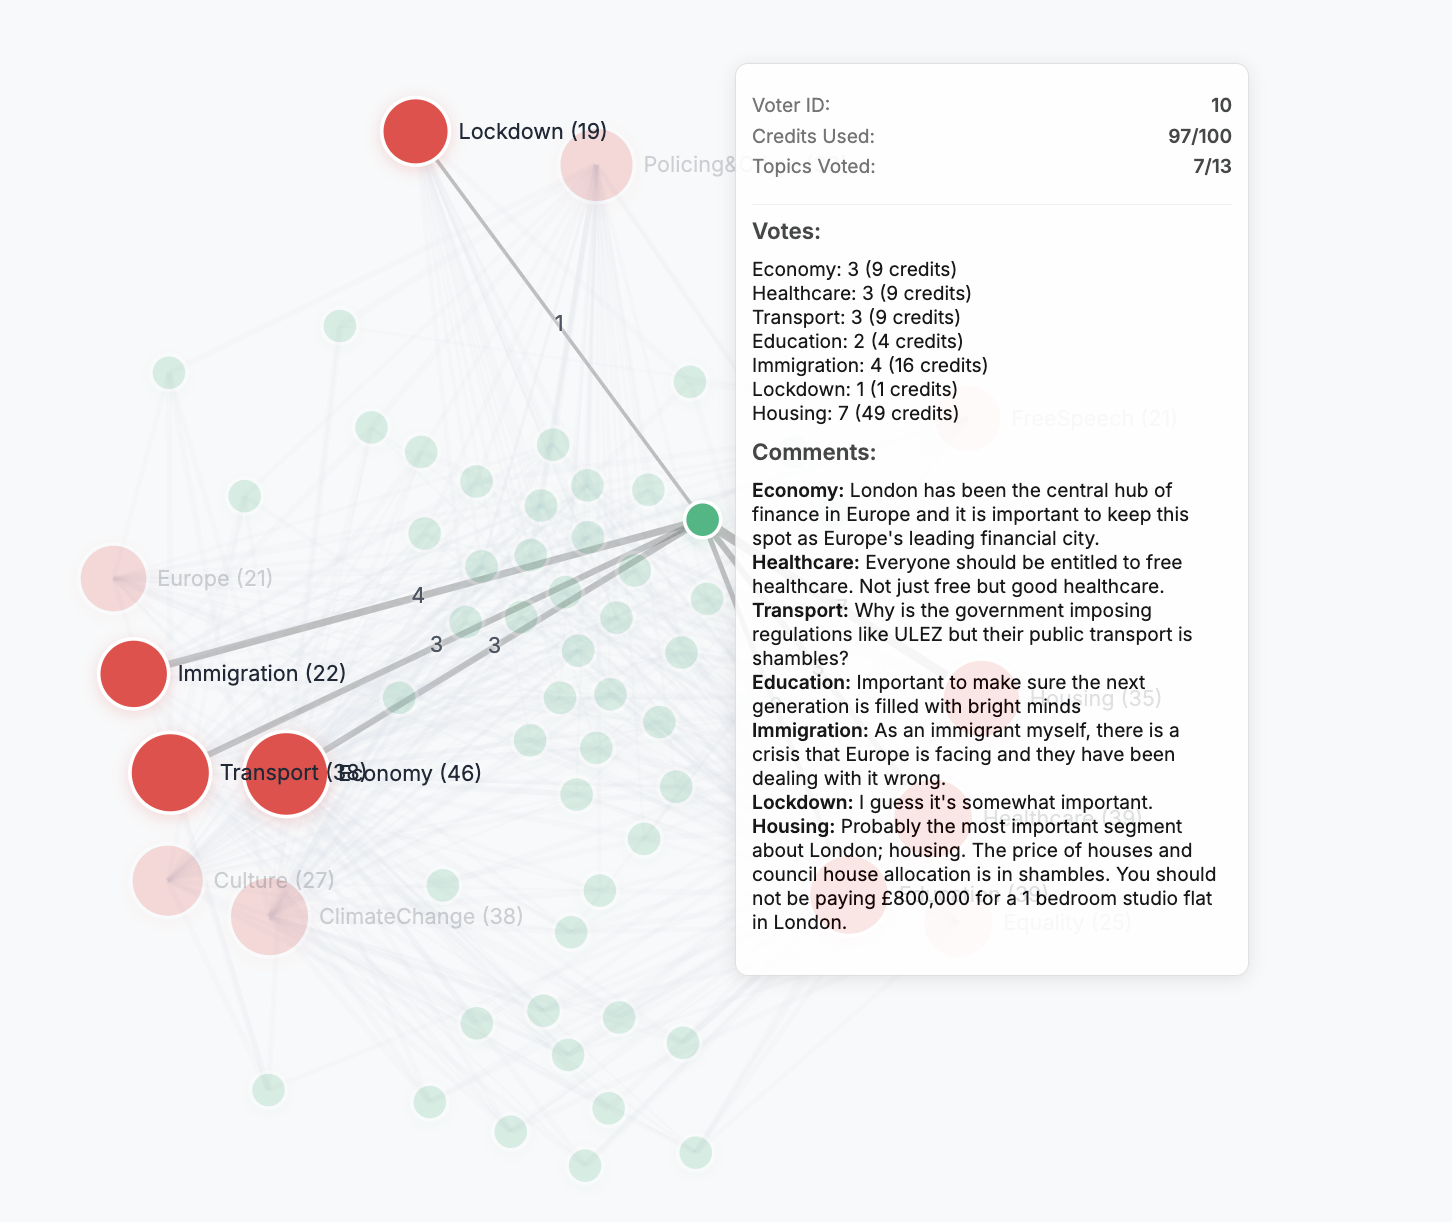 Lockdown (19)
Policing&
Voter ID: 10
Credits Used: 97/100
Topics Voted: 7/13
Votes:
Economy: 3 (9 credits)
Healthcare: 3 (9 credits)
Transport: 3 (9 credits)
Education: 2 (4 credits)
Immigration: 4 (16 credits)
Lockdown: 1 (1 credits)
Housing: 7 (49 credits)
FreeSpeech (21)
Comments:
Economy: London has been the central hub of
finance in Europe and it is important to keep this
spot as Europe's leading financial city.
Healthcare: Everyone should be entitled to free
healthcare. Not just free but good healthcare.
Transport: Why is the government imposing
regulations like ULEZ but their public transport is
shambles?
Education: Important to make sure the next
generation is filled with bright minds
Immigration: As an immigrant myself, there is a
crisis that Europe is facing and they have been
dealing with it wrong.
Lockdown: I guess it's somewhat important.
Housing: Probably the most important segment
about London; housing. The price of houses and
council house allocation is in shambles. You should
not be paying £800,000 for a 1 bedroom studio flat
in London.
1
Europe (21)
4
3
3
Immigration (22)
Housing (35)
Transport (38)
Economy (46)
Healthcare (39)
Culture (27)
Education (39)
ClimateChange (38)
Equality (25)